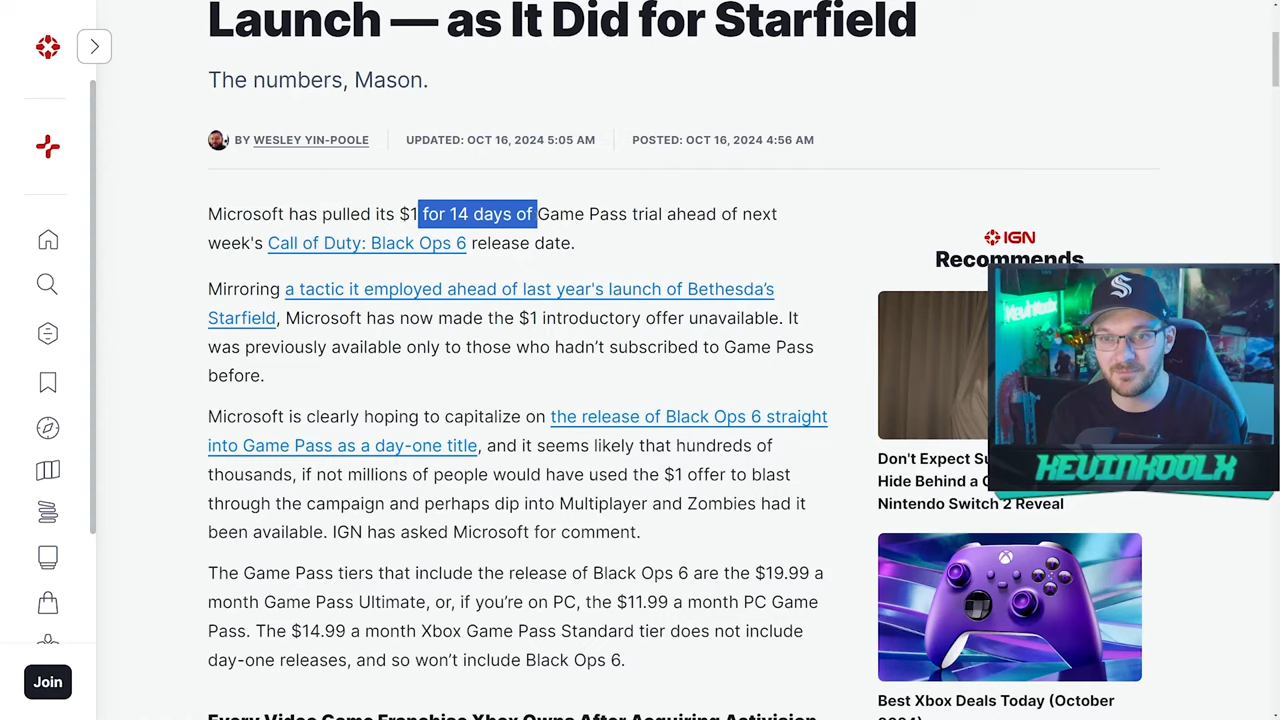 Launch — as It Did for Starfield
The numbers, Mason.
BY WESLEY YIN-POOLE
UPDATED: OCT 16, 2024 5:05 AM
POSTED: OCT 16, 2024 4:56 AM
Microsoft has pulled its $1 for 14 days of Game Pass trial ahead of next
week's Call of Duty: Black Ops 6 release date.
Mirroring a tactic it employed ahead of last year's launch of Bethesda’s
Starfield, Microsoft has now made the $1 introductory offer unavailable. It
was previously available only to those who hadn’t subscribed to Game Pass
before.
Microsoft is clearly hoping to capitalize on the release of Black Ops 6 straight
into Game Pass as a day-one title, and it seems likely that hundreds of
thousands, if not millions of people would have used the $1 offer to blast
through the campaign and perhaps dip into Multiplayer and Zombies had it
been available. IGN has asked Microsoft for comment.
The Game Pass tiers that include the release of Black Ops 6 are the $19.99 a
month Game Pass Ultimate, or, if you’re on PC, the $11.99 a month PC Game
Pass. The $14.99 a month Xbox Game Pass Standard tier does not include
day-one releases, and so won’t include Black Ops 6.
Every Video Game Franchise Xbox Owns After Acquiring Activision
IGN
Recommends
KevinKoolx
KEVINKOOLX
Don't Expect
Hide Behind a
Nintendo Switch 2 Reveal
Best Xbox Deals Today (October
2024)
Join